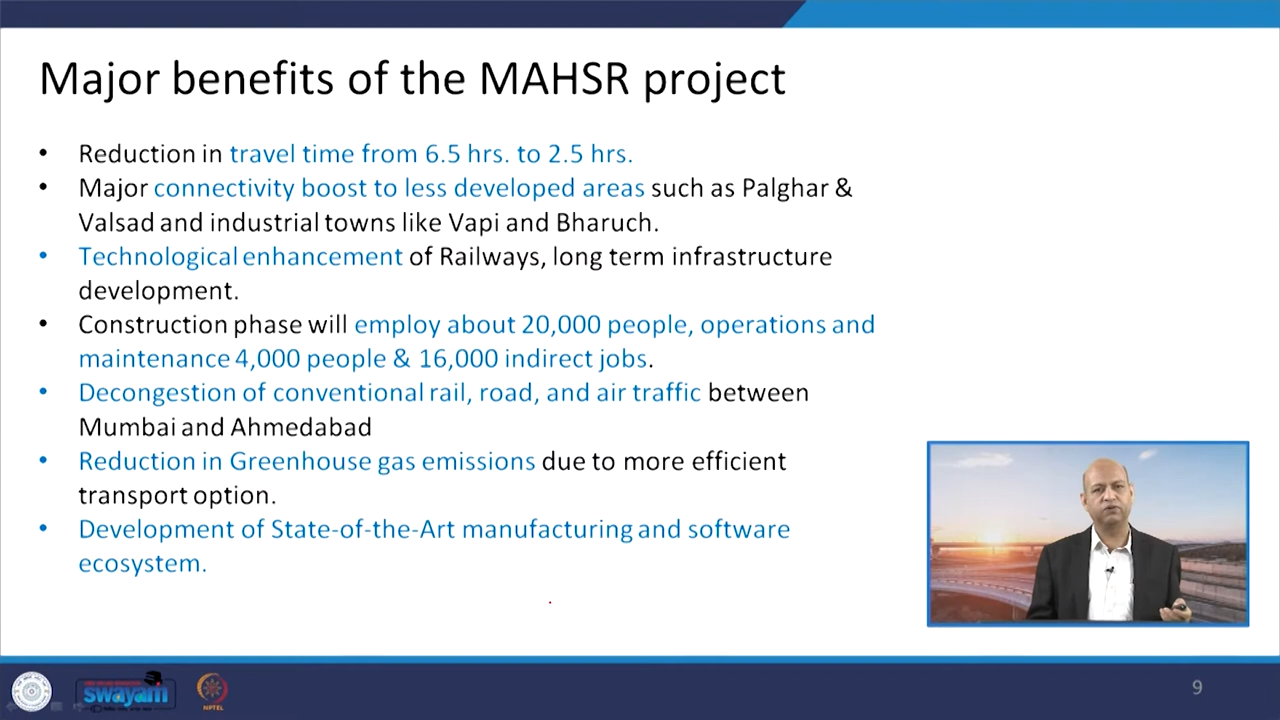 Major benefits of the MAHSR project
• Reduction in travel time from 6.5 hrs. to 2.5 hrs.
• Major connectivity boost to less developed areas such as Palghar &
Valsad and industrial towns like Vapi and Bharuch.
• Technological enhancement of Railways, long term infrastructure
development.
• Construction phase will employ about 20,000 people, operations and
maintenance 4,000 people & 16,000 indirect jobs.
• Decongestion of conventional rail, road, and air traffic between
Mumbai and Ahmedabad
• Reduction in Greenhouse gas emissions due to more efficient
transport option.
• Development of State-of-the-Art manufacturing and software
ecosystem.
swayam
NPTEL
9